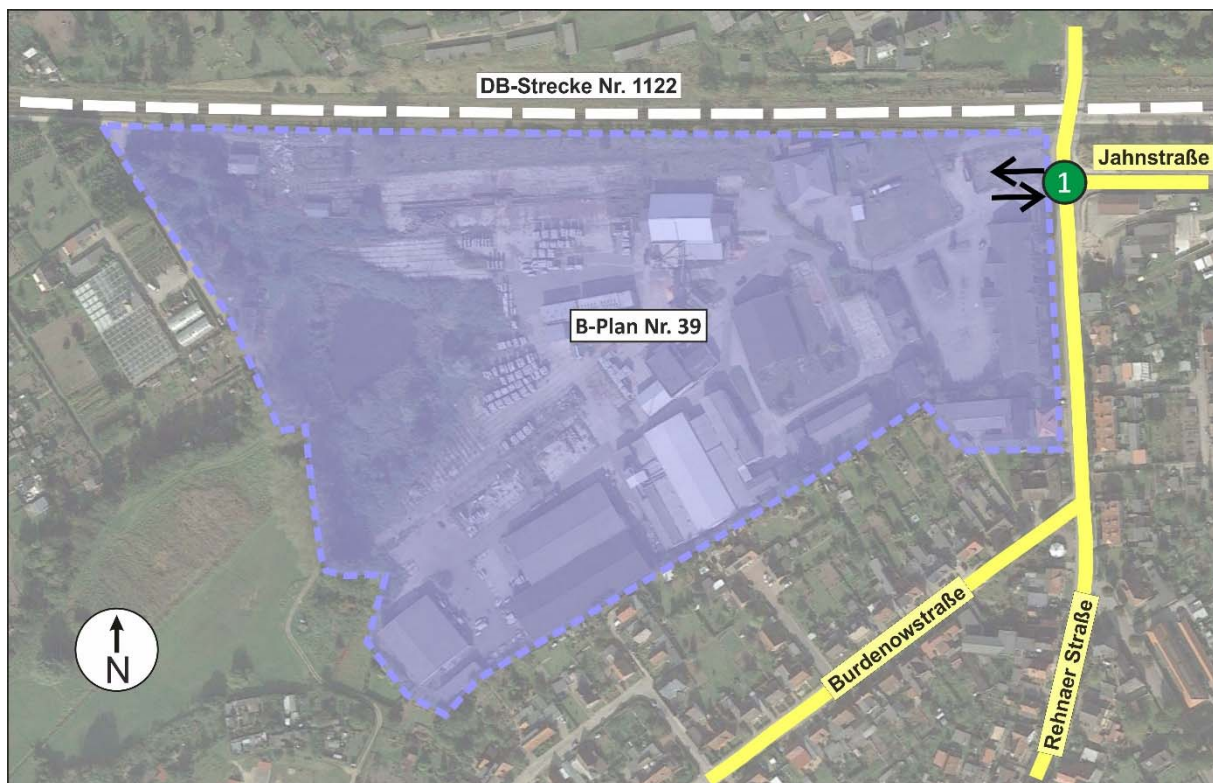 DB-Strecke Nr. 1122
Jahnstraße
1
B-Plan Nr. 39
Burdenowstraße
Rehnaer Straße
N